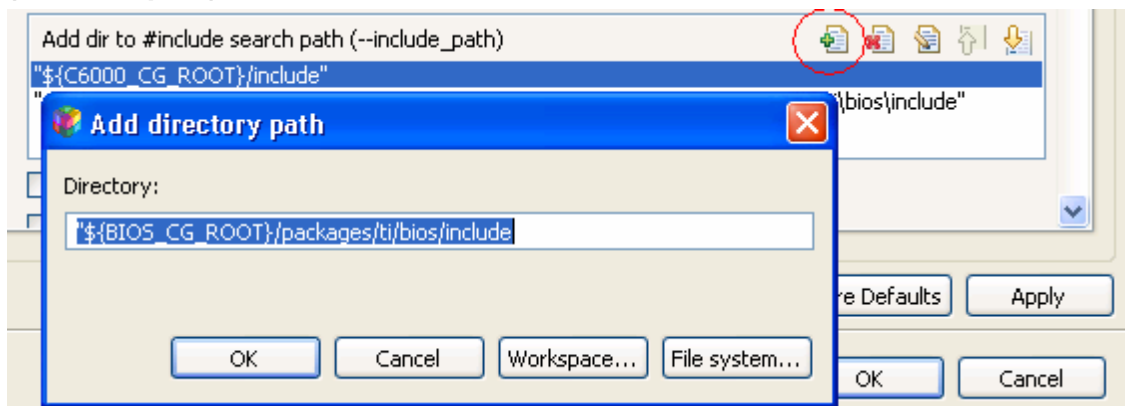 Add dir to #include search path (--include_path)
"${C6000_CG_ROOT}/include"
" \bios\include"
Add directory path
Directory:
"${BIOS_CG_ROOT}/packages/ti/bios/include
re Defaults Apply
OK Cancel Workspace... File system...
OK Cancel